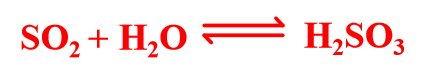 SO₂ + H₂O ⇌ H₂SO₃